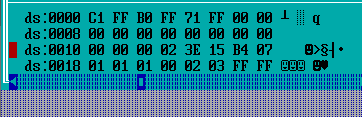 ds:0000 C1 FF B0 FF 71 FF 00 00 ┴ ░ q
ds:0008 00 00 00 00 00 00 00 00
ds:0010 00 00 00 02 3E 15 B4 07 ☻>§┤•
ds:0018 01 01 01 00 02 03 FF FF ☺☺☺ ☻♥